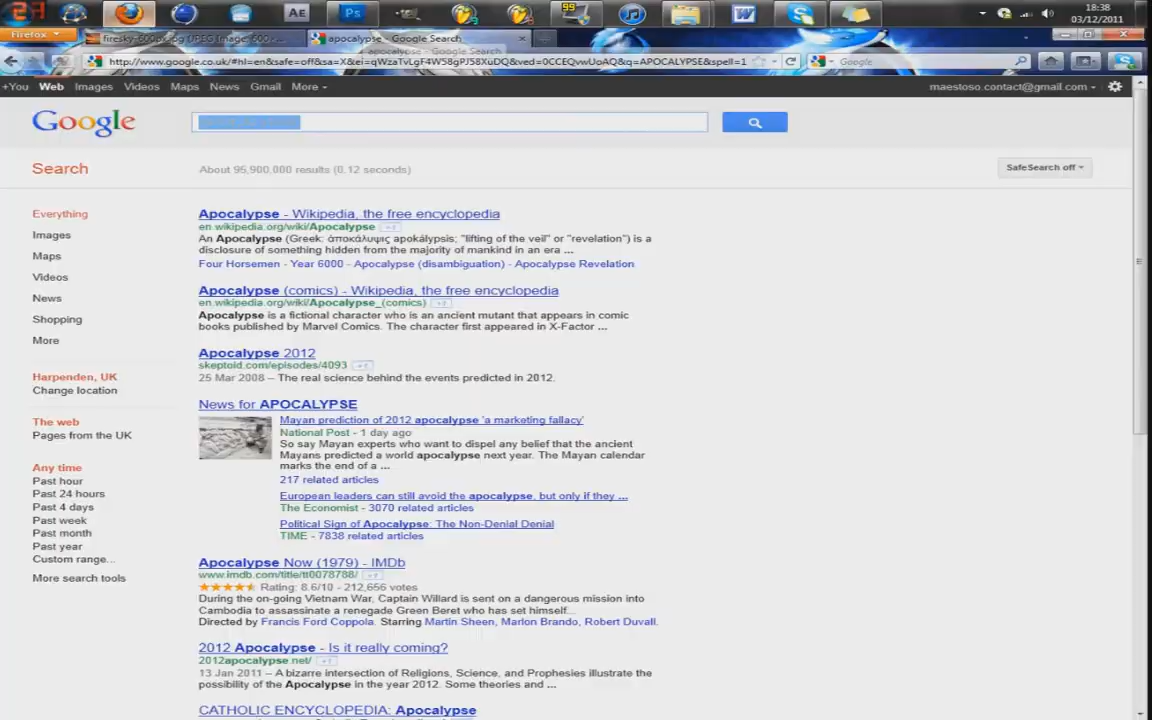 18:38
03/12/2011
Firefox
firesky-600ps.jpg (JPEG Image, 600
apocalypse - Google Search
http://www.google.co.uk/#hl=en&safe=off&sa=X&ei=qWzaTvLgF4W58gPJ58XuDQ&ved=0CCEQvwUoAQ&q=APOCALYPSE&spell=1
Google
+You Web Images Videos Maps News Gmail More
maestoso.contact@gmail.com
Google
Search
About 95,900,000 results (0.12 seconds)
SafeSearch off
Everything
Images
Maps
Videos
News
Shopping
More
Harpenden, UK
Change location
The web
Pages from the UK
Any time
Past hour
Past 24 hours
Past 4 days
Past week
Past month
Past year
Custom range...
More search tools
Apocalypse - Wikipedia, the free encyclopedia
en.wikipedia.org/wiki/Apocalypse
An Apocalypse (Greek: ἀποκάλυψις apokálypsis; "lifting of the veil" or "revelation") is a
disclosure of something hidden from the majority of mankind in an era ...
Four Horsemen - Year 6000 - Apocalypse (disambiguation) - Apocalypse Revelation
Apocalypse (comics) - Wikipedia, the free encyclopedia
en.wikipedia.org/wiki/Apocalypse_(comics)
Apocalypse is a fictional character who is an ancient mutant that appears in comic
books published by Marvel Comics. The character first appeared in X-Factor ...
Apocalypse 2012
skeptoid.com/episodes/4093
25 Mar 2008 – The real science behind the events predicted in 2012.
News for APOCALYPSE
Mayan prediction of 2012 apocalypse 'a marketing fallacy'
National Post - 1 day ago
So say Mayan experts who want to dispel any belief that the ancient
Mayans predicted a world apocalypse next year. The Mayan calendar
marks the end of a ...
217 related articles
European leaders can still avoid the apocalypse, but only if they ...
The Economist - 3070 related articles
Political Sign of Apocalypse: The Non-Denial Denial
TIME - 7838 related articles
Apocalypse Now (1979) - IMDb
www.imdb.com/title/tt0078788/
Rating: 8.6/10 - 212,656 votes
During the on-going Vietnam War, Captain Willard is sent on a dangerous mission into
Cambodia to assassinate a renegade Green Beret who has set himself...
Directed by Francis Ford Coppola. Starring Martin Sheen, Marlon Brando, Robert Duvall.
2012 Apocalypse - Is it really coming?
2012apocalypse.net/
13 Jan 2011 – A bizarre intersection of Religions, Science, and Prophesies illustrate the
possibility of the Apocalypse in the year 2012. Some theories and ...
CATHOLIC ENCYCLOPEDIA: Apocalypse